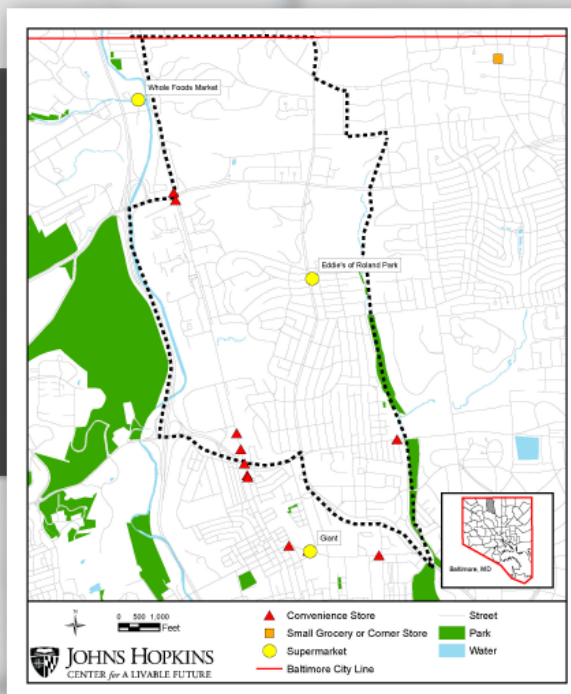 Whole Foods Market
Eddie's of Roland Park
Giant
Baltimore, MD
N
0 500 1,000
Feet
Convenience Store
Small Grocery or Corner Store
Supermarket
Baltimore City Line
Street
Park
Water
JOHNS HOPKINS
CENTER for A LIVABLE FUTURE